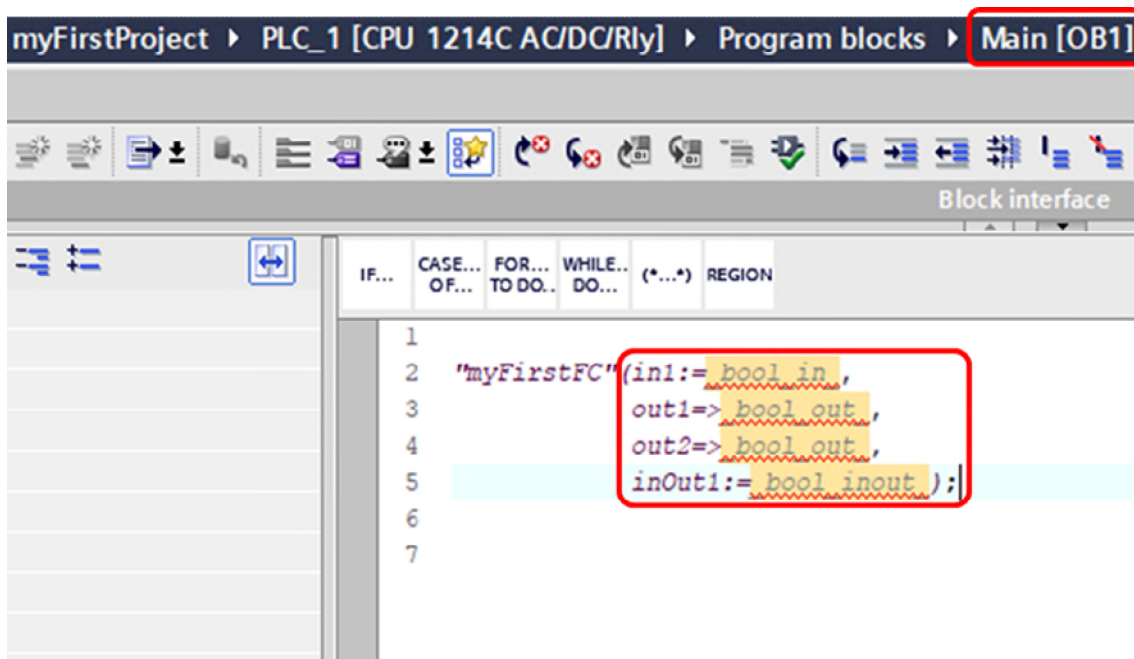 myFirstProject ▸ PLC_1 [CPU 1214C AC/DC/Rly] ▸ Program blocks ▸ Main [OB1]
Block interface
IF... CASE... OF... FOR... TO DO.. WHILE.. DO... (*...*) REGION
1
2 "myFirstFC"(in1:=_bool_in_,
3 out1=>_bool_out_,
4 out2=>_bool_out_,
5 inOut1:=_bool_inout_);
6
7